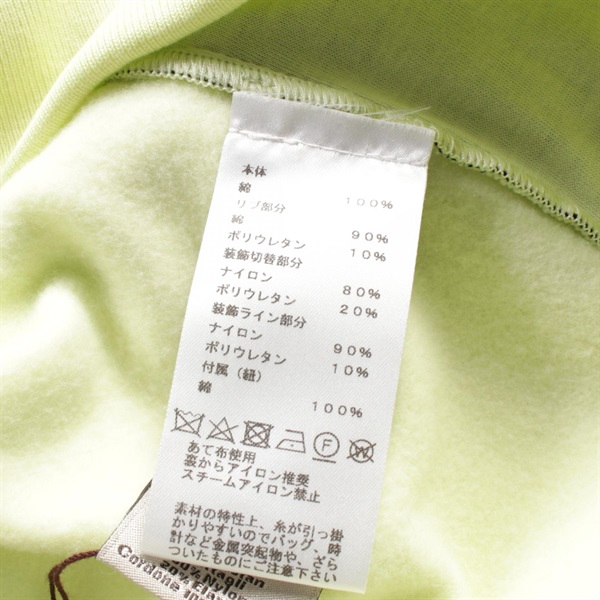 本体
綿 100%
リブ部分
綿 90%
ポリウレタン 10%
装飾切替部分
ナイロン 80%
ポリウレタン 20%
装飾ライン部分
ナイロン 90%
ポリウレタン 10%
付属（紐）
綿 100%
あて布使用
裏からアイロン推奨
スチームアイロン禁止
素材の特性上、糸が引っ掛
かりやすいのでバッグ、時
計など金属突起物や、ざら
ついたものにご注意下さい
Cordone